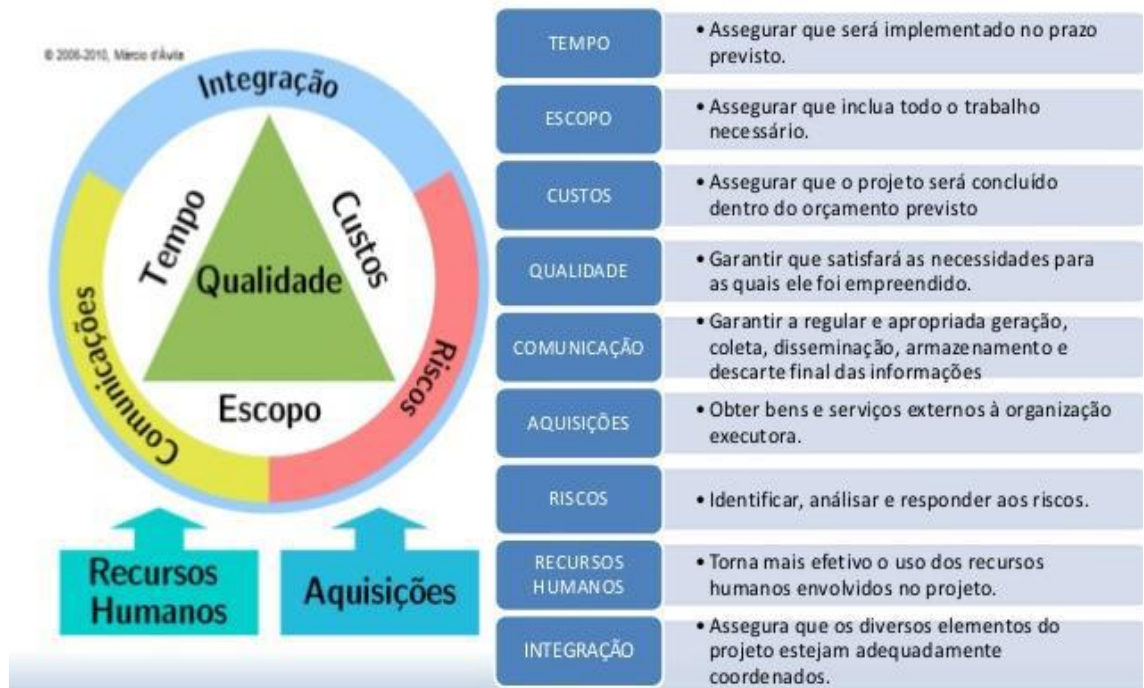 © 2006-2010, Márcio d'Ávila
Integração
Tempo
Custos
Qualidade
Escopo
Comunicações
Riscos
Recursos
Humanos
Aquisições
TEMPO
• Assegurar que será implementado no prazo
previsto.
ESCOPO
• Assegurar que inclua todo o trabalho
necessário.
CUSTOS
• Assegurar que o projeto será concluído
dentro do orçamento previsto
QUALIDADE
• Garantir que satisfará as necessidades para
as quais ele foi empreendido.
COMUNICAÇÃO
• Garantir a regular e apropriada geração,
coleta, disseminação, armazenamento e
descarte final das informações
AQUISIÇÕES
• Obter bens e serviços externos à organização
executora.
RISCOS
• Identificar, análisar e responder aos riscos.
RECURSOS
HUMANOS
• Torna mais efetivo o uso dos recursos
humanos envolvidos no projeto.
INTEGRAÇÃO
• Assegura que os diversos elementos do
projeto estejam adequadamente
coordenados.